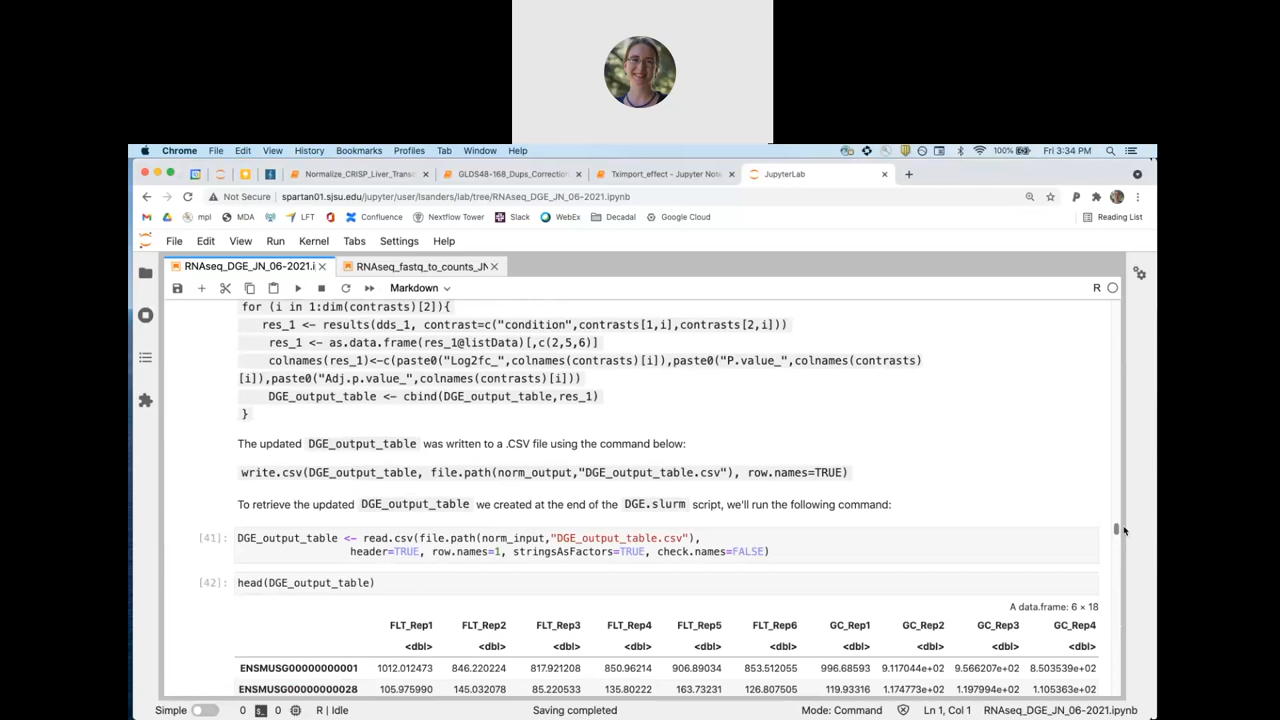 Chrome File Edit View History Bookmarks Profiles Tab Window Help 100% Fri 3:34 PM
Normalize_CRISP_Liver_Transc GLDS48-168_Dups_Correction Tximport_effect - Jupyter Note JupyterLab
Not Secure spartan01.sjsu.edu/jupyter/user/lsanders/lab/tree/RNAseq_DGE_JN_06-2021.ipynb
mpl MDA LFT Confluence Nextflow Tower Slack WebEx Decadal Google Cloud Reading List
File Edit View Run Kernel Tabs Settings Help
RNAseq_DGE_JN_06-2021.i RNAseq_fastq_to_counts_JN
Markdown R
for (i in 1:dim(contrasts)[2]){
res_1 <- results(dds_1, contrast=c("condition",contrasts[1,i],contrasts[2,i]))
res_1 <- as.data.frame(res_1@listData)[,c(2,5,6)]
colnames(res_1)<-c(paste0("Log2fc_",colnames(contrasts)[i]),paste0("P.value_",colnames(contrasts)
[i]),paste0("Adj.p.value_",colnames(contrasts)[i]))
DGE_output_table <- cbind(DGE_output_table,res_1)
}
The updated DGE_output_table was written to a .CSV file using the command below:
write.csv(DGE_output_table, file.path(norm_output,"DGE_output_table.csv"), row.names=TRUE)
To retrieve the updated DGE_output_table we created at the end of the DGE.slurm script, we'll run the following command:
[41]: DGE_output_table <- read.csv(file.path(norm_input,"DGE_output_table.csv"),
header=TRUE, row.names=1, stringsAsFactors=TRUE, check.names=FALSE)
[42]: head(DGE_output_table)
A data.frame: 6 × 18
FLT_Rep1 FLT_Rep2 FLT_Rep3 FLT_Rep4 FLT_Rep5 FLT_Rep6 GC_Rep1 GC_Rep2 GC_Rep3 GC_Rep4
<dbl> <dbl> <dbl> <dbl> <dbl> <dbl> <dbl> <dbl> <dbl> <dbl>
ENSMUSG00000000001 1012.012473 846.220224 817.921208 850.96214 906.89034 853.512055 996.68593 9.117044e+02 9.566207e+02 8.503539e+02
ENSMUSG00000000028 105.975990 145.032078 85.220533 135.80222 163.73231 126.807505 119.93316 1.174773e+02 1.197994e+02 1.105363e+02
Simple 0 0 R | Idle Saving completed Mode: Command Ln 1, Col 1 RNAseq_DGE_JN_06-2021.ipynb